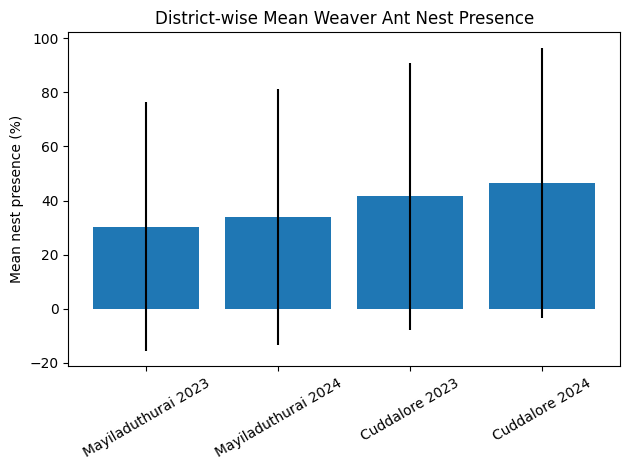 District-wise Mean Weaver Ant Nest Presence
Mean nest presence (%)
100
80
60
40
20
0
−20
Mayiladuthurai 2023
Mayiladuthurai 2024
Cuddalore 2023
Cuddalore 2024